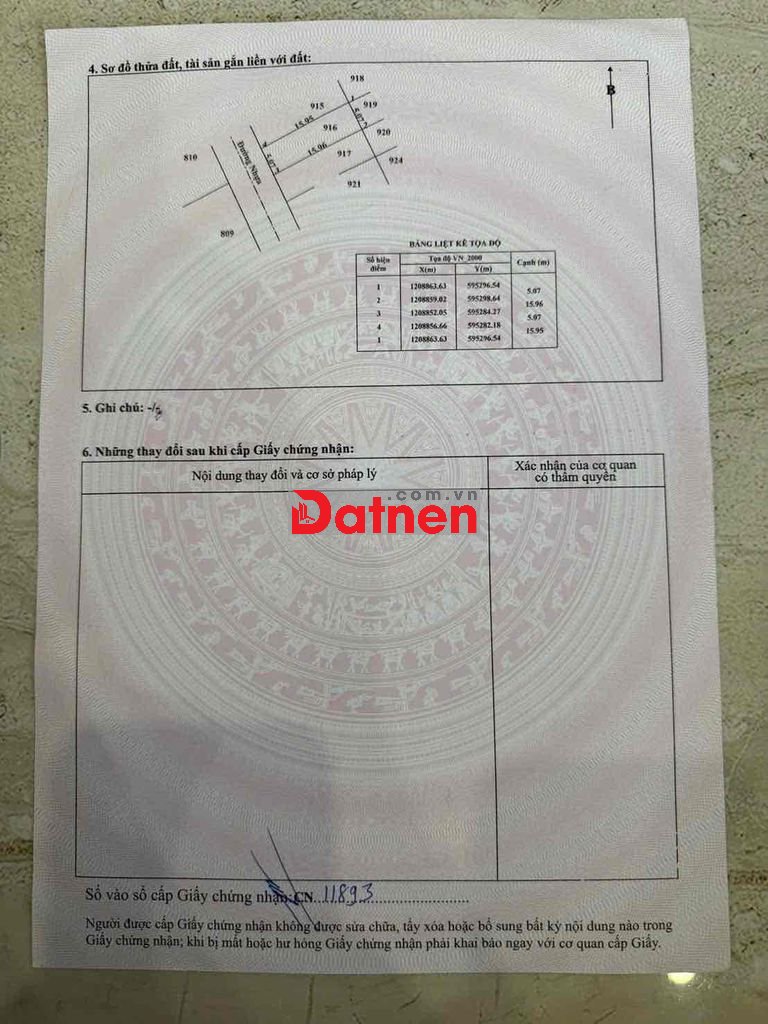 4. Sơ đồ thửa đất, tài sản gắn liền với đất:
918
B
915
1
919
15.95
5.07
2
916
920
4
810
Đường Nhựa
5.07
3
15.96
917
924
921
809
BẢNG LIỆT KÊ TỌA ĐỘ
Số hiệu điểm Tọa độ VN_2000 Cạnh (m)
X(m) Y(m)
1 1208863.63 595296.54
5.07
2 1208859.02 595298.64
15.96
3 1208852.05 595284.27
5.07
4 1208856.66 595282.18
15.95
1 1208863.63 595296.54
5. Ghi chú: -/-
6. Những thay đổi sau khi cấp Giấy chứng nhận:
Nội dung thay đổi và cơ sở pháp lý
Xác nhận của cơ quan
có thẩm quyền
.com.vn
Datnen
Số vào sổ cấp Giấy chứng nhận: CN 11893
Người được cấp Giấy chứng nhận không được sửa chữa, tẩy xóa hoặc bổ sung bất kỳ nội dung nào trong
Giấy chứng nhận; khi bị mất hoặc hư hỏng Giấy chứng nhận phải khai báo ngay với cơ quan cấp Giấy.